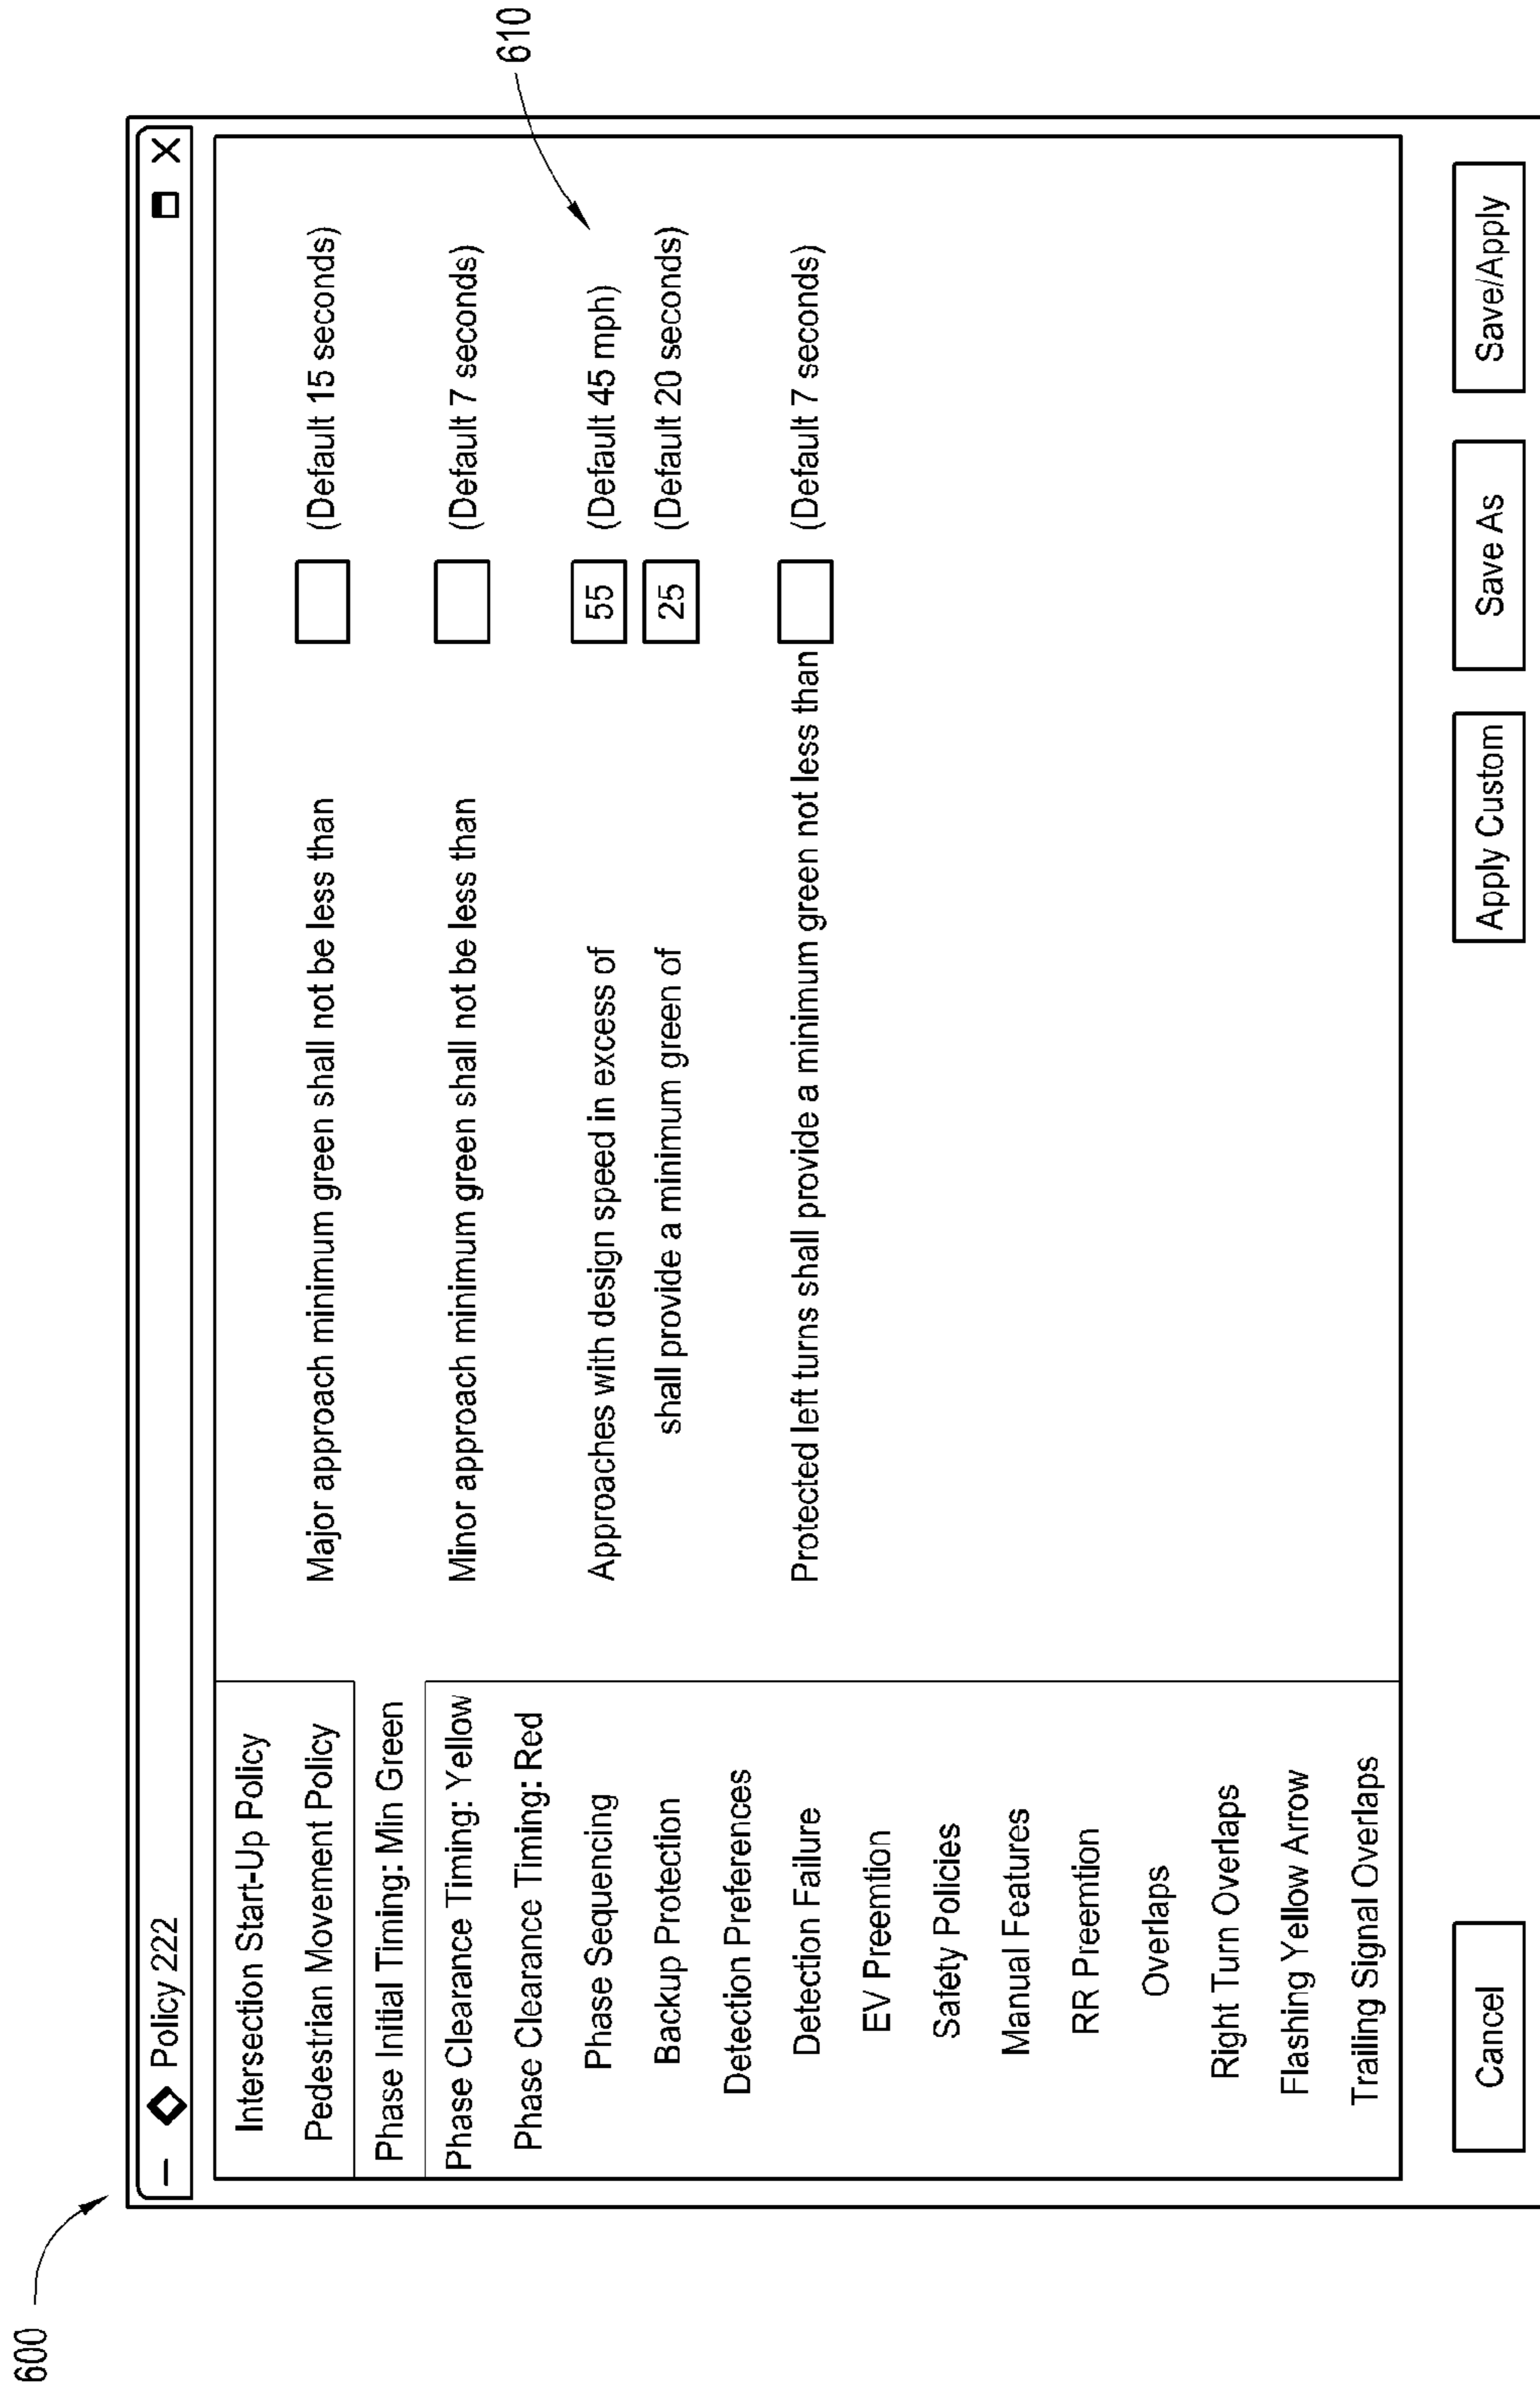 600
610
Policy 222
X
Intersection Start-Up Policy
Pedestrian Movement Policy
Phase Initial Timing: Min Green
Phase Clearance Timing: Yellow
Phase Clearance Timing: Red
Phase Sequencing
Backup Protection
Detection Preferences
Detection Failure
EV Preemtion
Safety Policies
Manual Features
RR Preemtion
Overlaps
Right Turn Overlaps
Flashing Yellow Arrow
Trailing Signal Overlaps
Major approach minimum green shall not be less than (Default 15 seconds)
Minor approach minimum green shall not be less than (Default 7 seconds)
Approaches with design speed in excess of 55 (Default 45 mph)
shall provide a minimum green of 25 (Default 20 seconds)
Protected left turns shall provide a minimum green not less than (Default 7 seconds)
Cancel Apply Custom Save As Save/Apply